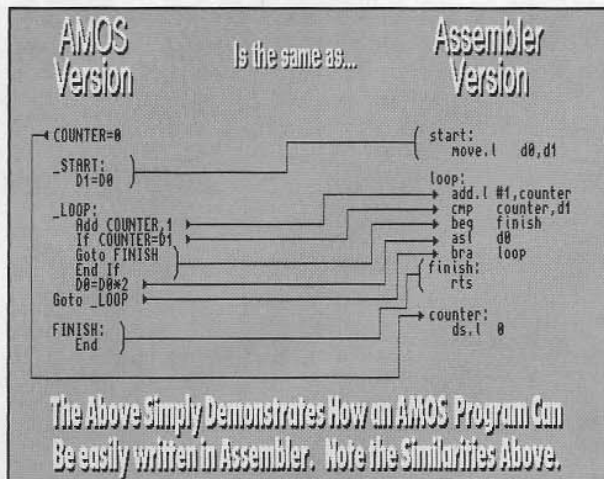 AMOS
Version
Is the same as...
Assembler
Version
COUNTER=0
_START:
D1=D0
_LOOP:
Add COUNTER,1
If COUNTER=D1
Goto FINISH
End If
D0=D0*2
Goto _LOOP
FINISH:
End
start:
move.l d0,d1
loop:
add.l #1,counter
cmp counter,d1
beq finish
asl d0
bra loop
finish:
rts
counter:
ds.l 0
The Above Simply Demonstrates How an AMOS Program Can
Be easily written in Assembler. Note the Similarities Above.